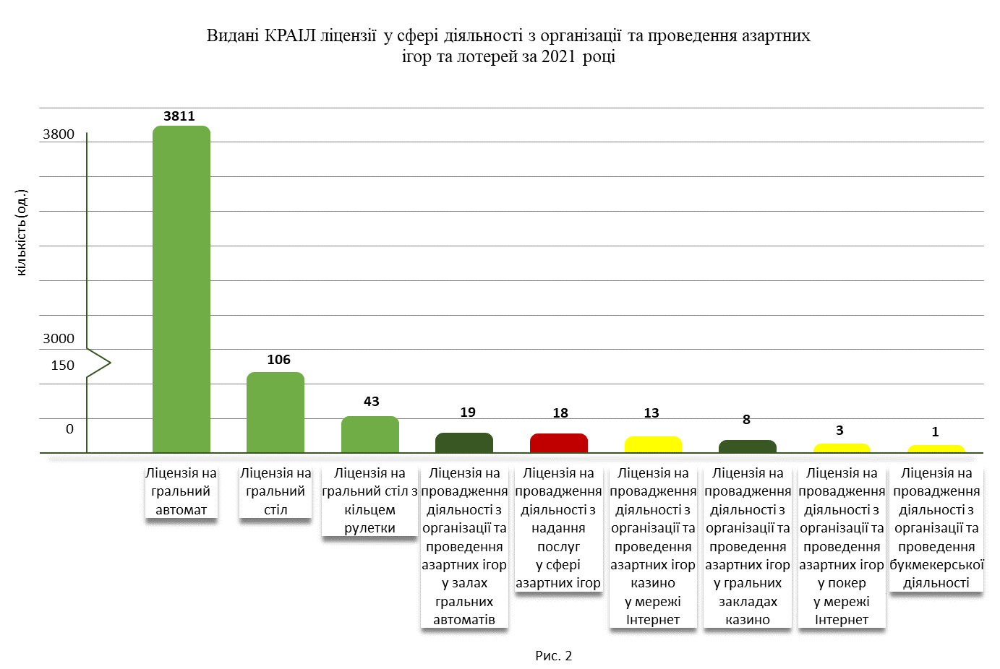 Видані КРАІЛ ліцензії у сфері діяльності з організації та проведення азартних
ігор та лотерей за 2021 році
кількість (од.)
3800
3000
150
0
3811
106
43
19
18
13
8
3
1
Ліцензія на
гральний
автомат
Ліцензія на
гральний
стіл
Ліцензія на
гральний стіл з
кільцем
рулетки
Ліцензія на
провадження
діяльності з
організації та
проведення
азартних ігор
у залах
гральних
автоматів
Ліцензія на
провадження
діяльності з
надання
послуг
у сфері
азартних ігор
Ліцензія на
провадження
діяльності з
організації та
проведення
азартних ігор
казино
у мережі
Інтернет
Ліцензія на
провадження
діяльності з
організації та
проведення
азартних ігор
у гральних
закладах
казино
Ліцензія на
провадження
діяльності з
організації та
проведення
азартних ігор
у покер
у мережі
Інтернет
Ліцензія на
провадження
діяльності з
організації та
проведення
букмекерської
діяльності
Рис. 2